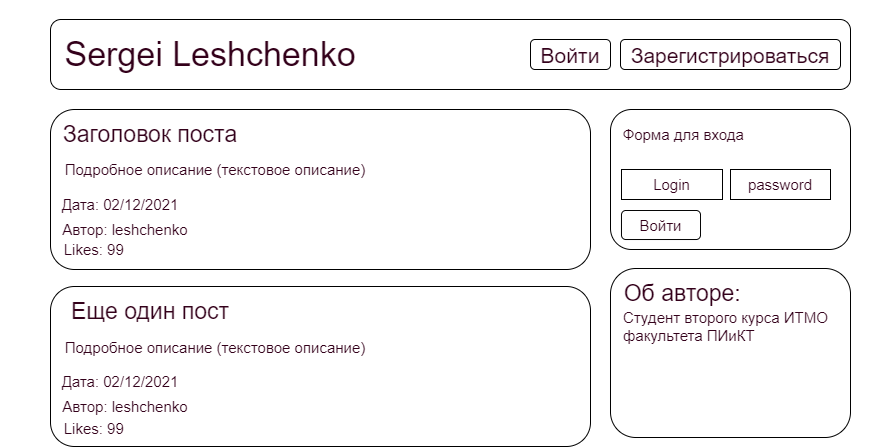 Sergei Leshchenko
Войти
Зарегистрироваться
Заголовок поста
Подробное описание (текстовое описание)
Дата: 02/12/2021
Автор: leshchenko
Likes: 99
Форма для входа
Login
password
Войти
Еще один пост
Подробное описание (текстовое описание)
Дата: 02/12/2021
Автор: leshchenko
Likes: 99
Об авторе:
Студент второго курса ИТМО
факультета ПИиКТ